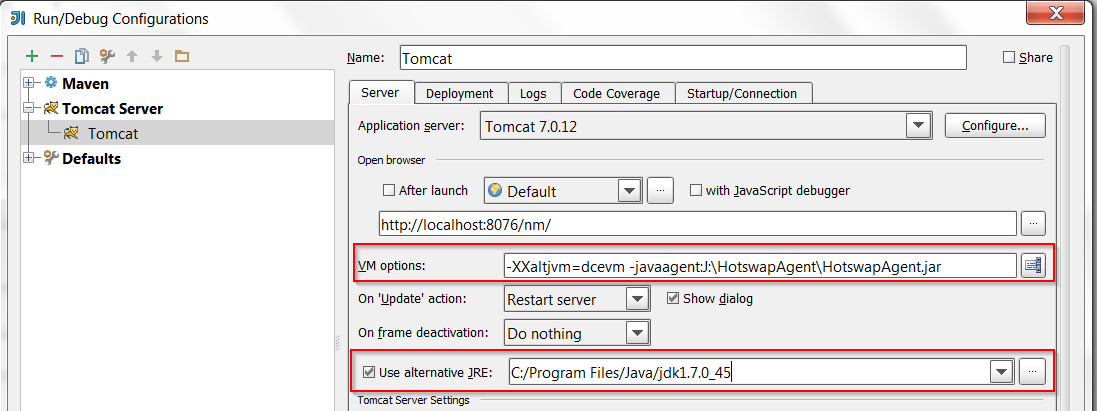 Run/Debug Configurations
Name: Tomcat Share
Maven
Tomcat Server
Tomcat
Defaults
Server Deployment Logs Code Coverage Startup/Connection
Application server: Tomcat 7.0.12 Configure...
Open browser
After launch Default ... with JavaScript debugger
http://localhost:8076/nm/ ...
VM options: -XXaltjvm=dcevm -javaagent:J:\HotswapAgent\HotswapAgent.jar
On 'Update' action: Restart server Show dialog
On frame deactivation: Do nothing
Use alternative JRE: C:/Program Files/Java/jdk1.7.0_45 ...
Tomcat Server Settings